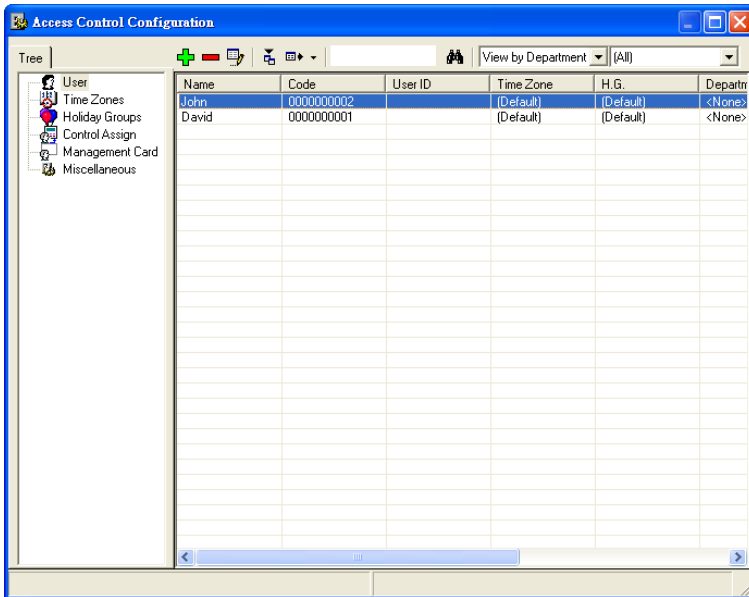 Access Control Configuration
Tree
View by Department
(All)
User
Time Zones
Holiday Groups
Control Assign
Management Card
Miscellaneous
Name Code User ID Time Zone H.G. Departm
John 0000000002 (Default) (Default) <None>
David 0000000001 (Default) (Default) <None>